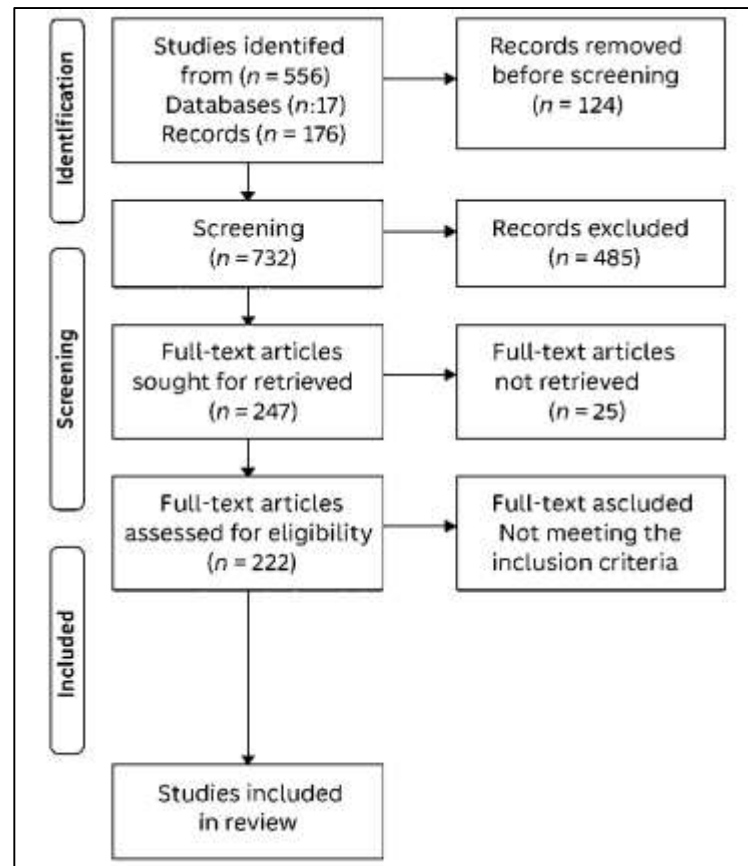 Identification
Studies identifed
from (n = 556)
Databases (n:17)
Records (n = 176)
Records removed
before screening
(n = 124)
Screening
Screening
(n = 732)
Records excluded
(n = 485)
Full-text articles
sought for retrieved
(n = 247)
Full-text articles
not retrieved
(n = 25)
Full-text articles
assessed for eligibility
(n = 222)
Full-text ascluded
Not meeting the
inclusion criteria
Included
Studies included
in review